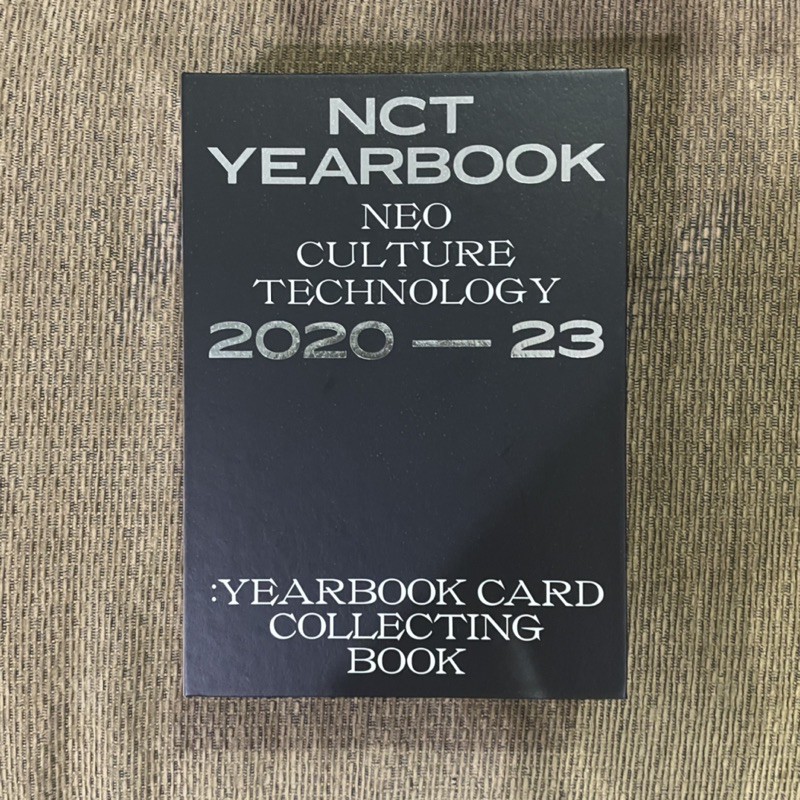 NCT
YEARBOOK
NEO
CULTURE
TECHNOLOGY
2020 — 23
:YEARBOOK CARD
COLLECTING
BOOK